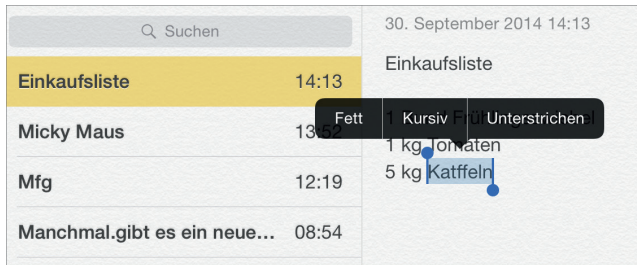 Suchen
Einkaufsliste 14:13
Micky Maus 13:52
Mfg 12:19
Manchmal.gibt es ein neue... 08:54
30. September 2014 14:13
Einkaufsliste
Fett Kursiv Unterstrichen
1 kg Tomaten
5 kg Katffeln